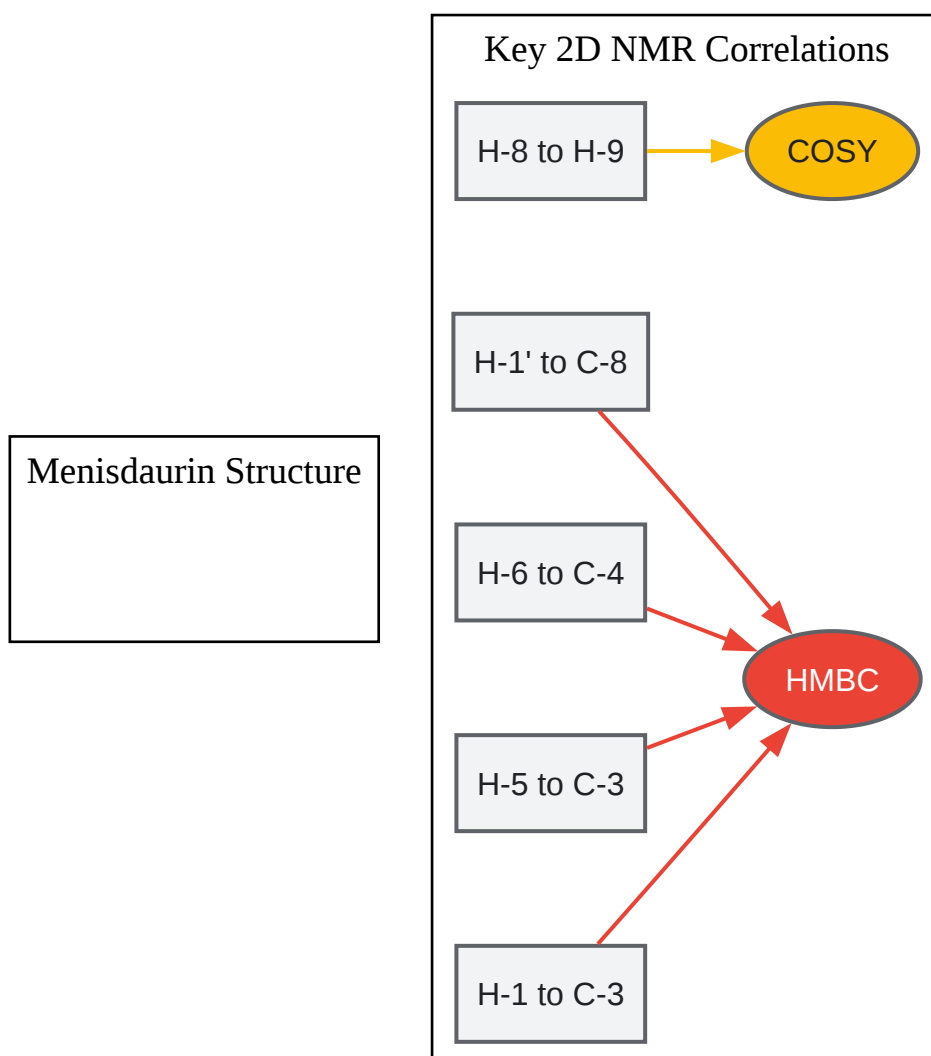 Key 2D NMR Correlations
H-8 to H-9
COSY
H-1' to C-8
Menisdaurin Structure
H-6 to C-4
HMBC
H-5 to C-3
H-1 to C-3